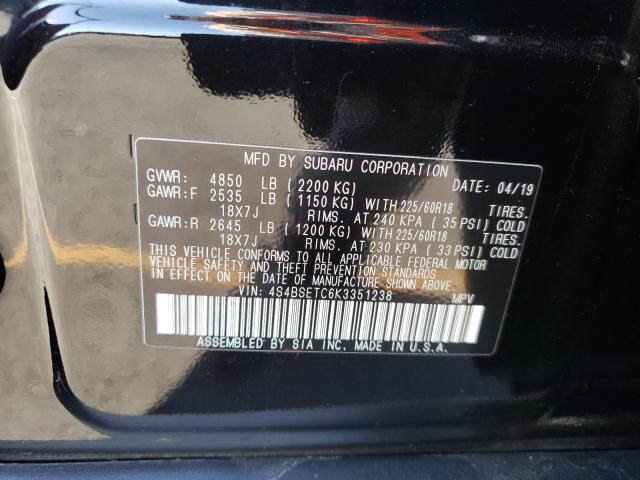 MFD BY SUBARU CORPORATION
GVWR: 4850 LB (2200 KG) DATE: 04/19
GAWR:F 2535 LB (1150 KG) WITH 225/60R18 TIRES.
18X7J RIMS. AT 240 KPA (35 PSI) COLD
GAWR:R 2645 LB (1200 KG) WITH 225/60R18 TIRES.
18X7J RIMS. AT 230 KPA (33 PSI) COLD
THIS VEHICLE CONFORMS TO ALL APPLICABLE FEDERAL MOTOR
VEHICLE SAFETY AND THEFT PREVENTION STANDARDS
IN EFFECT ON THE DATE OF MANUFACTURE SHOWN ABOVE.
VIN: 4S4BSETC6K3351238 MPV
ASSEMBLED BY SIA INC. MADE IN U.S.A.